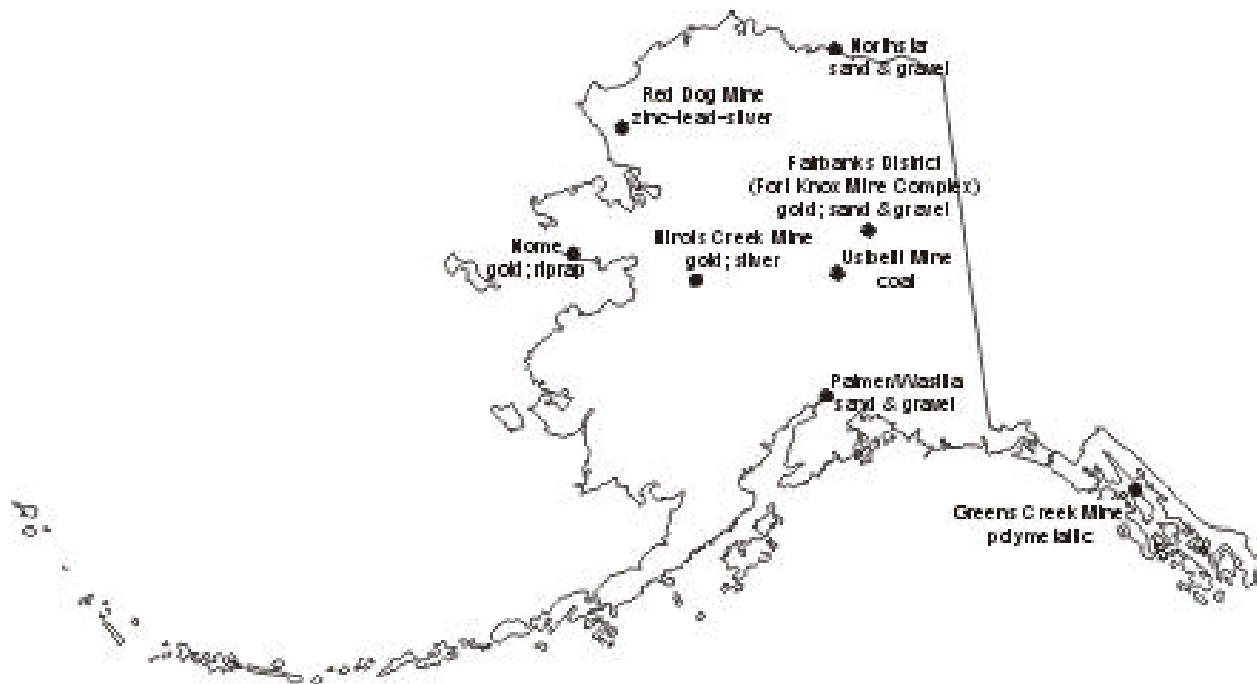 Northstar
sand & gravel
Red Dog Mine
zinc-lead-silver
Fairbanks District
(Fort Knox Mine Complex)
gold; sand & gravel
Nome
gold; riprap
Creek Mine
gold; silver
Usibelli Mine
coal
Palmer/Wasilla
sand & gravel
Greens Creek Mine
polymetallic